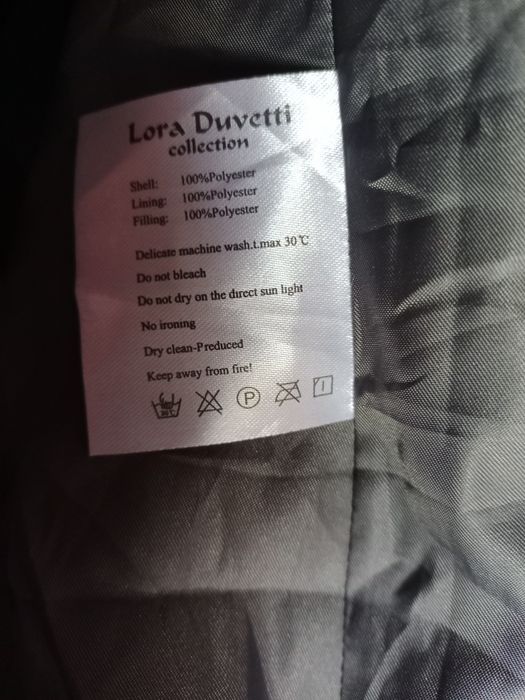 Lora Duvetti
collection
Shell: 100%Polyester
Lining: 100%Polyester
Filling: 100%Polyester
Delicate machine wash.t.max 30℃
Do not bleach
Do not dry on the direct sun light
No ironing
Dry clean-Preduced
Keep away from fire!
P